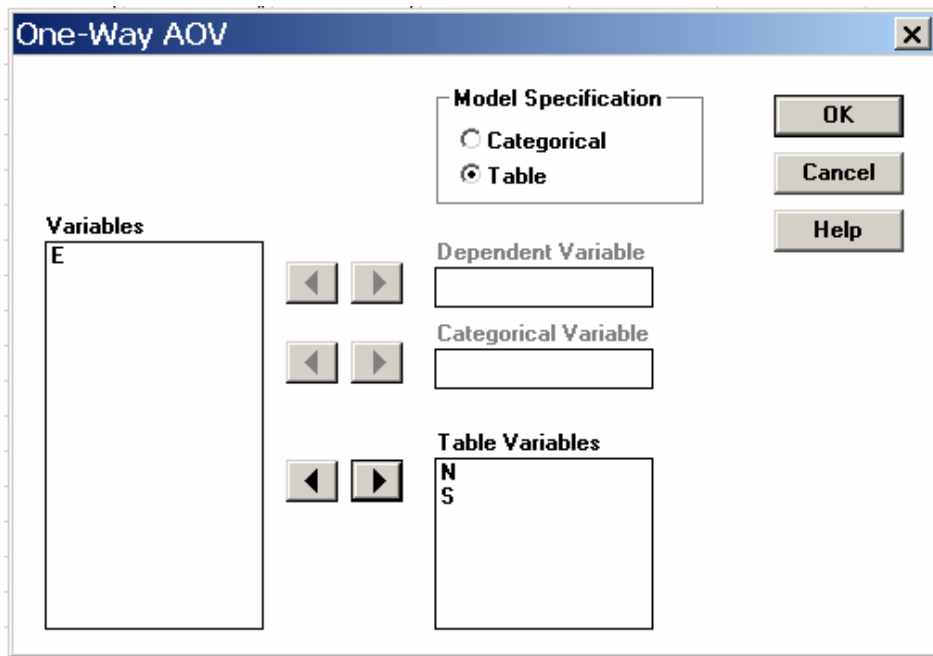 One-Way AOV
Model Specification
Categorical
Table
OK
Cancel
Help
Variables
E
Dependent Variable
Categorical Variable
Table Variables
N
S